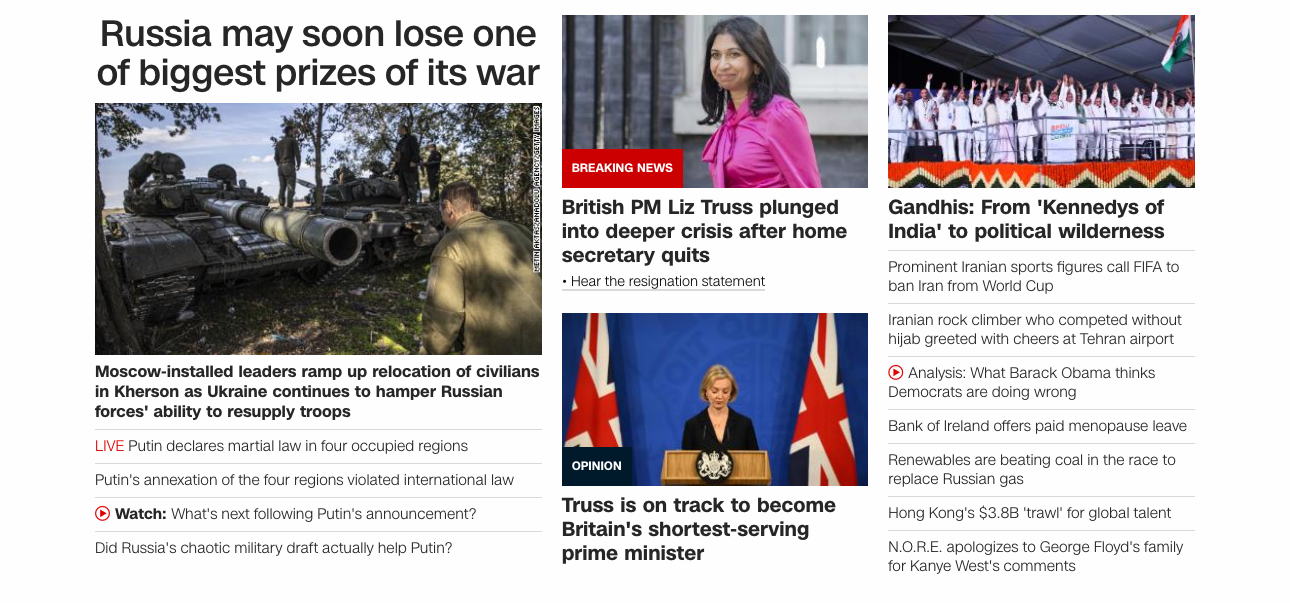 Russia may soon lose one
of biggest prizes of its war
METIN AKTAS/ANADOLU AGENCY/GETTY IMAGES
Moscow-installed leaders ramp up relocation of civilians
in Kherson as Ukraine continues to hamper Russian
forces' ability to resupply troops
LIVE Putin declares martial law in four occupied regions
Putin's annexation of the four regions violated international law
Watch: What's next following Putin's announcement?
Did Russia's chaotic military draft actually help Putin?
BREAKING NEWS
British PM Liz Truss plunged
into deeper crisis after home
secretary quits
• Hear the resignation statement
OPINION
Truss is on track to become
Britain's shortest-serving
prime minister
Gandhis: From 'Kennedys of
India' to political wilderness
Prominent Iranian sports figures call FIFA to
ban Iran from World Cup
Iranian rock climber who competed without
hijab greeted with cheers at Tehran airport
Analysis: What Barack Obama thinks
Democrats are doing wrong
Bank of Ireland offers paid menopause leave
Renewables are beating coal in the race to
replace Russian gas
Hong Kong's $3.8B 'trawl' for global talent
N.O.R.E. apologizes to George Floyd's family
for Kanye West's comments